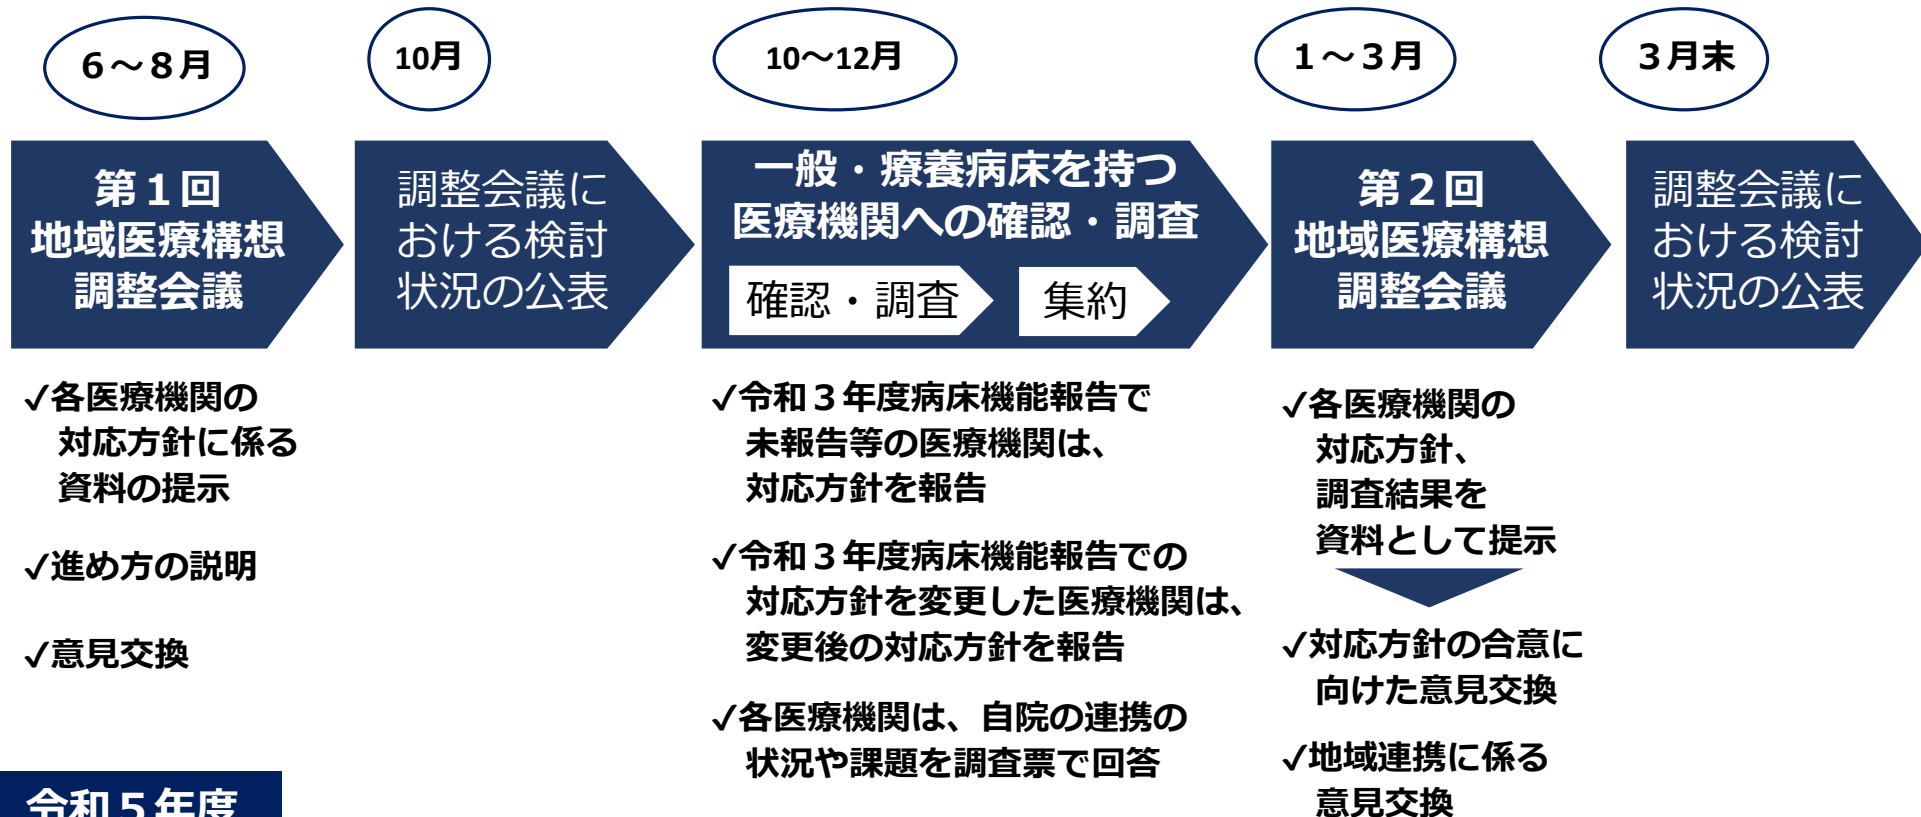 ６～８月
10月
10～12月
１～３月
３月末
第１回
地域医療構想
調整会議
調整会議に
おける検討
状況の公表
一般・療養病床を持つ
医療機関への確認・調査
確認・調査
集約
第２回
地域医療構想
調整会議
調整会議に
おける検討
状況の公表
✓各医療機関の
対応方針に係る
資料の提示
✓進め方の説明
✓意見交換
✓令和３年度病床機能報告で
未報告等の医療機関は、
対応方針を報告
✓令和３年度病床機能報告での
対応方針を変更した医療機関は、
変更後の対応方針を報告
✓各医療機関は、自院の連携の
状況や課題を調査票で回答
✓各医療機関の
対応方針、
調査結果を
資料として提示
✓対応方針の合意に
向けた意見交換
✓地域連携に係る
意見交換
令和５年度